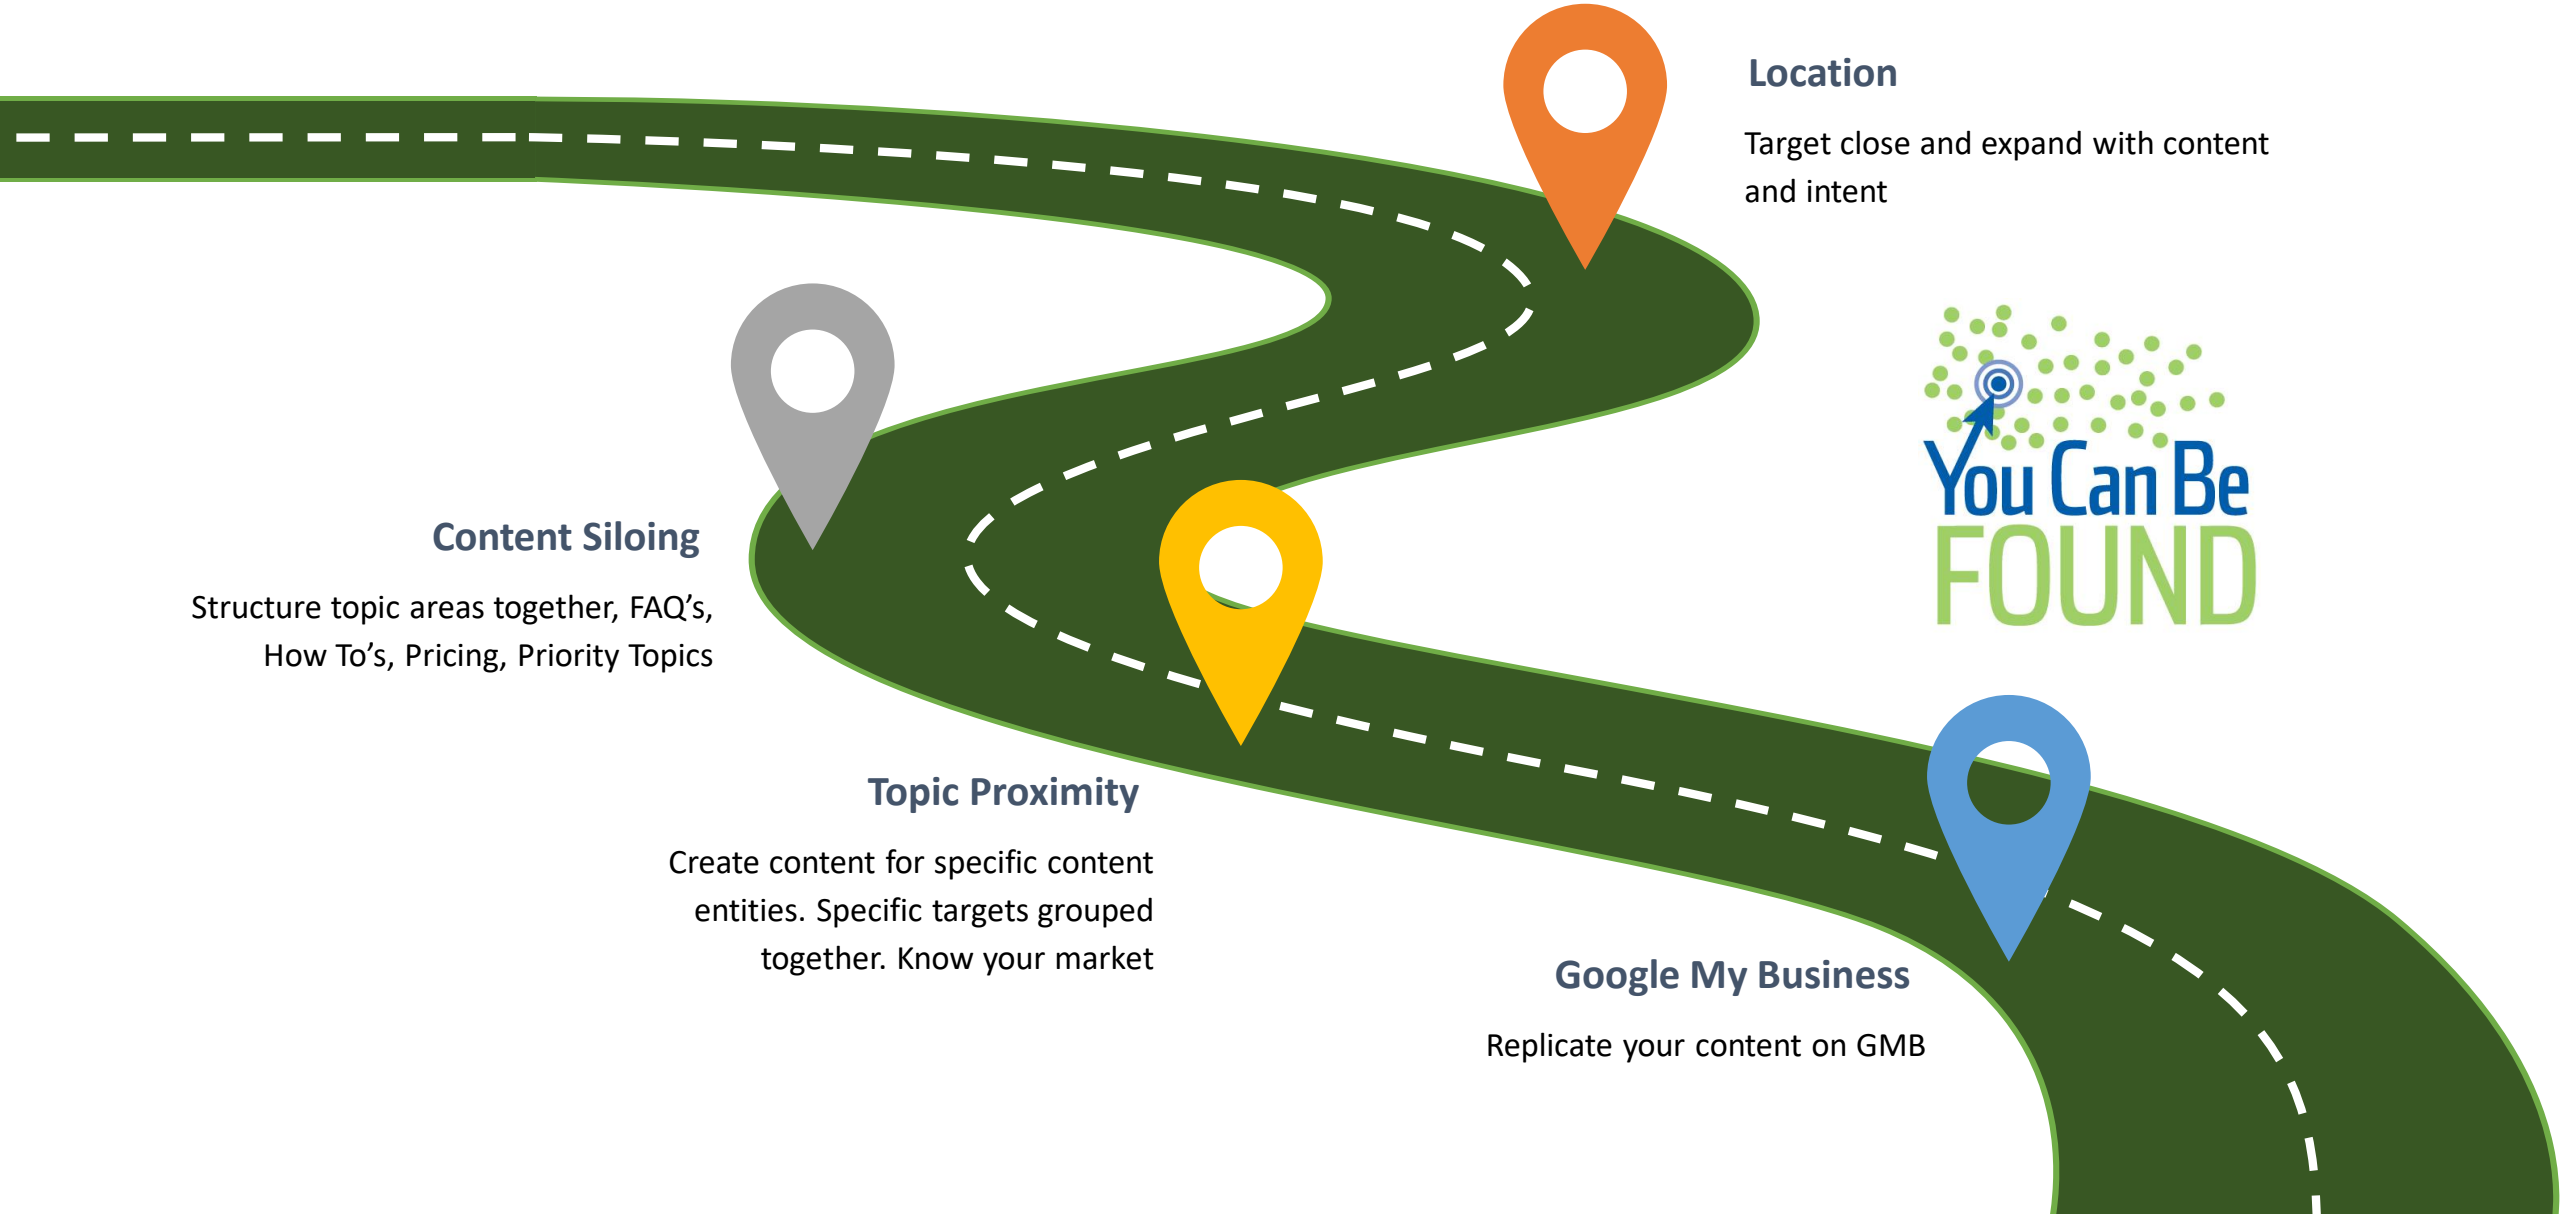 Location
Target close and expand with content
and intent
You Can Be
FOUND
Content Siloing
Structure topic areas together, FAQ’s,
How To’s, Pricing, Priority Topics
Topic Proximity
Create content for specific content
entities. Specific targets grouped
together. Know your market
Google My Business
Replicate your content on GMB